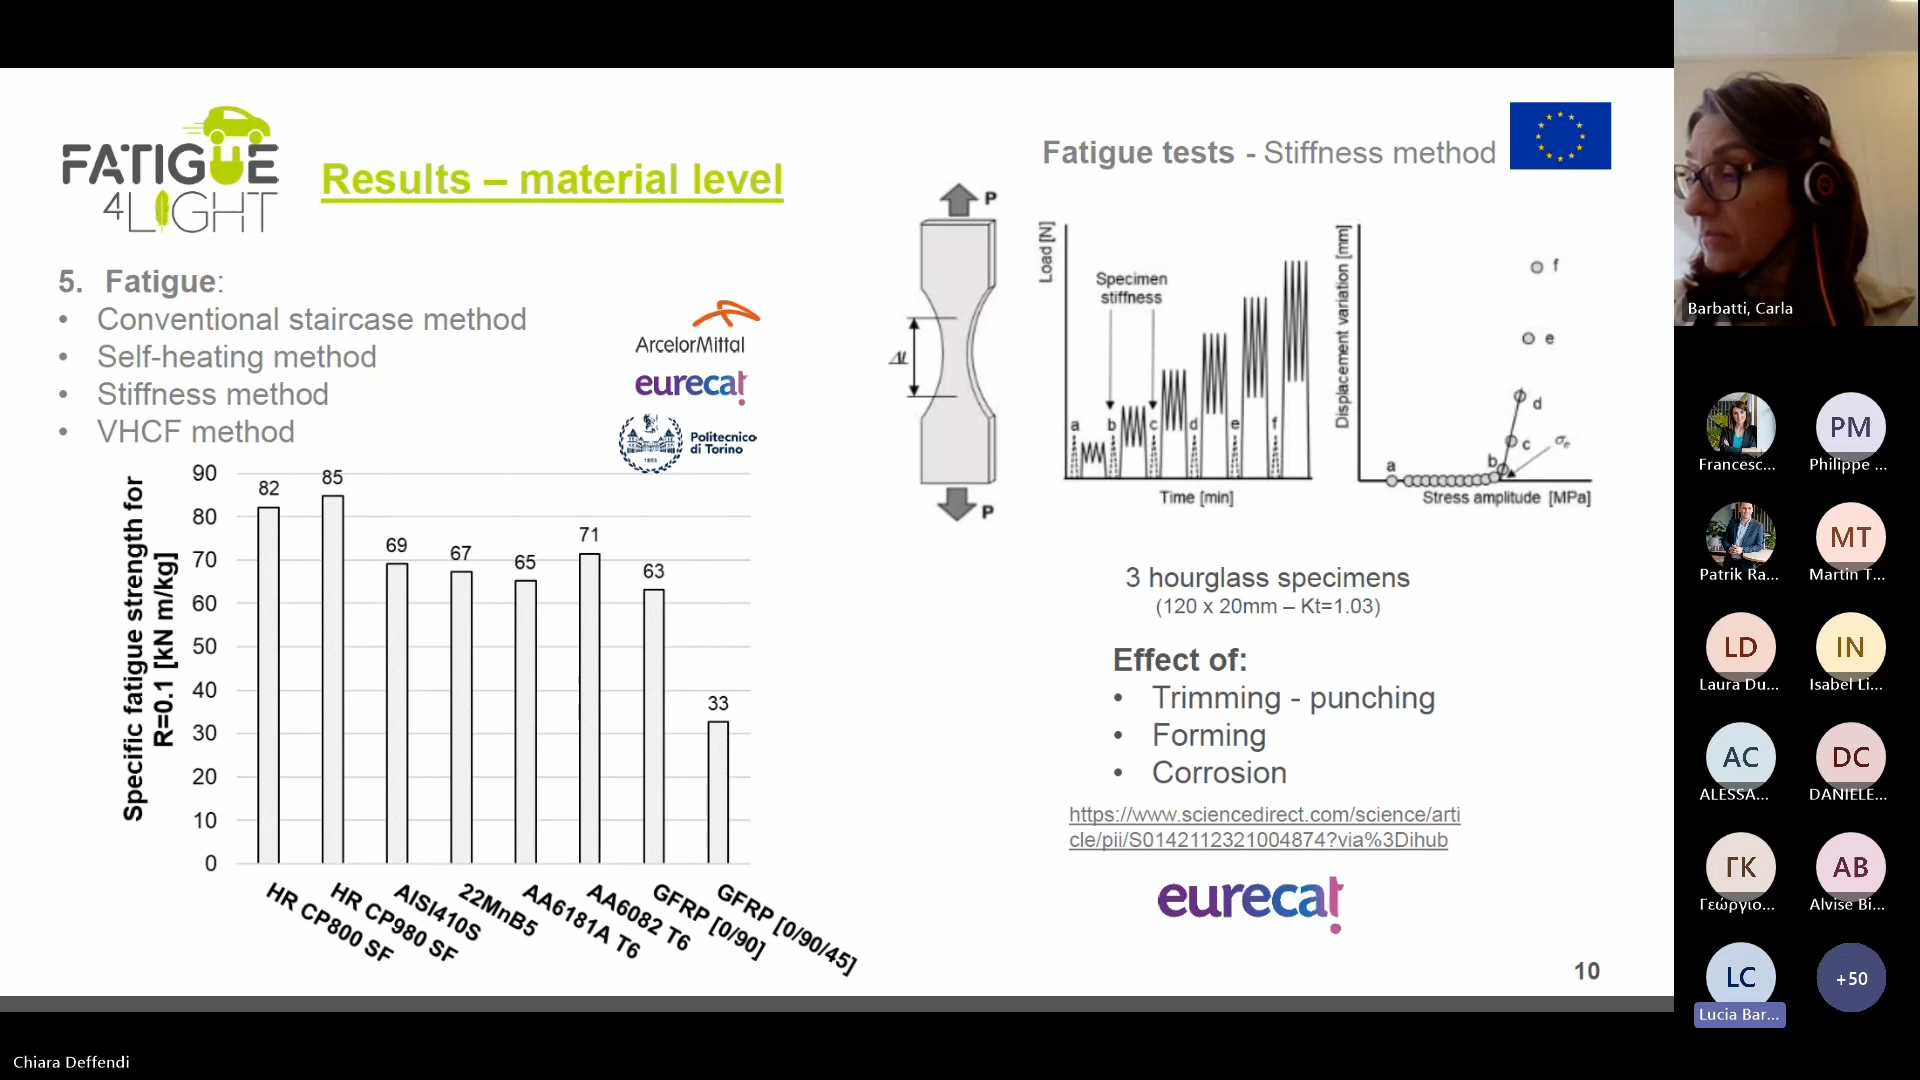 FATIGUE
4LIGHT
Results – material level
5. Fatigue:
• Conventional staircase method
• Self-heating method
• Stiffness method
• VHCF method
ArcelorMittal
eurecat
Politecnico
di Torino
Specific fatigue strength for
R=0.1 [kN m/kg]
90
80
70
60
50
40
30
20
10
0
82
85
69
67
65
71
63
33
HR CP800 SF
HR CP980 SF
AISI410S
22MnB5
AA6181A T6
AA6082 T6
GFRP [0/90]
GFRP [0/90/45]
Fatigue tests - Stiffness method
P
Δl
P
Load [N]
Specimen
stiffness
a b c d e f
Time [min]
Displacement variation [mm]
f
e
d
c
σe
b
a
Stress amplitude [MPa]
3 hourglass specimens
(120 x 20mm – Kt=1.03)
Effect of:
• Trimming - punching
• Forming
• Corrosion
https://www.sciencedirect.com/science/arti
cle/pii/S0142112321004874?via%3Dihub
eurecat
10
Barbatti, Carla
Francesc...
PM
Philippe ...
Patrik Ra...
MT
Martin T...
LD
Laura Du...
IN
Isabel Li...
AC
ALESSA...
DC
DANIELE...
ΓΚ
Γεώργιο...
AB
Alvise Bi...
LC
Lucia Bar...
+50
Chiara Deffendi